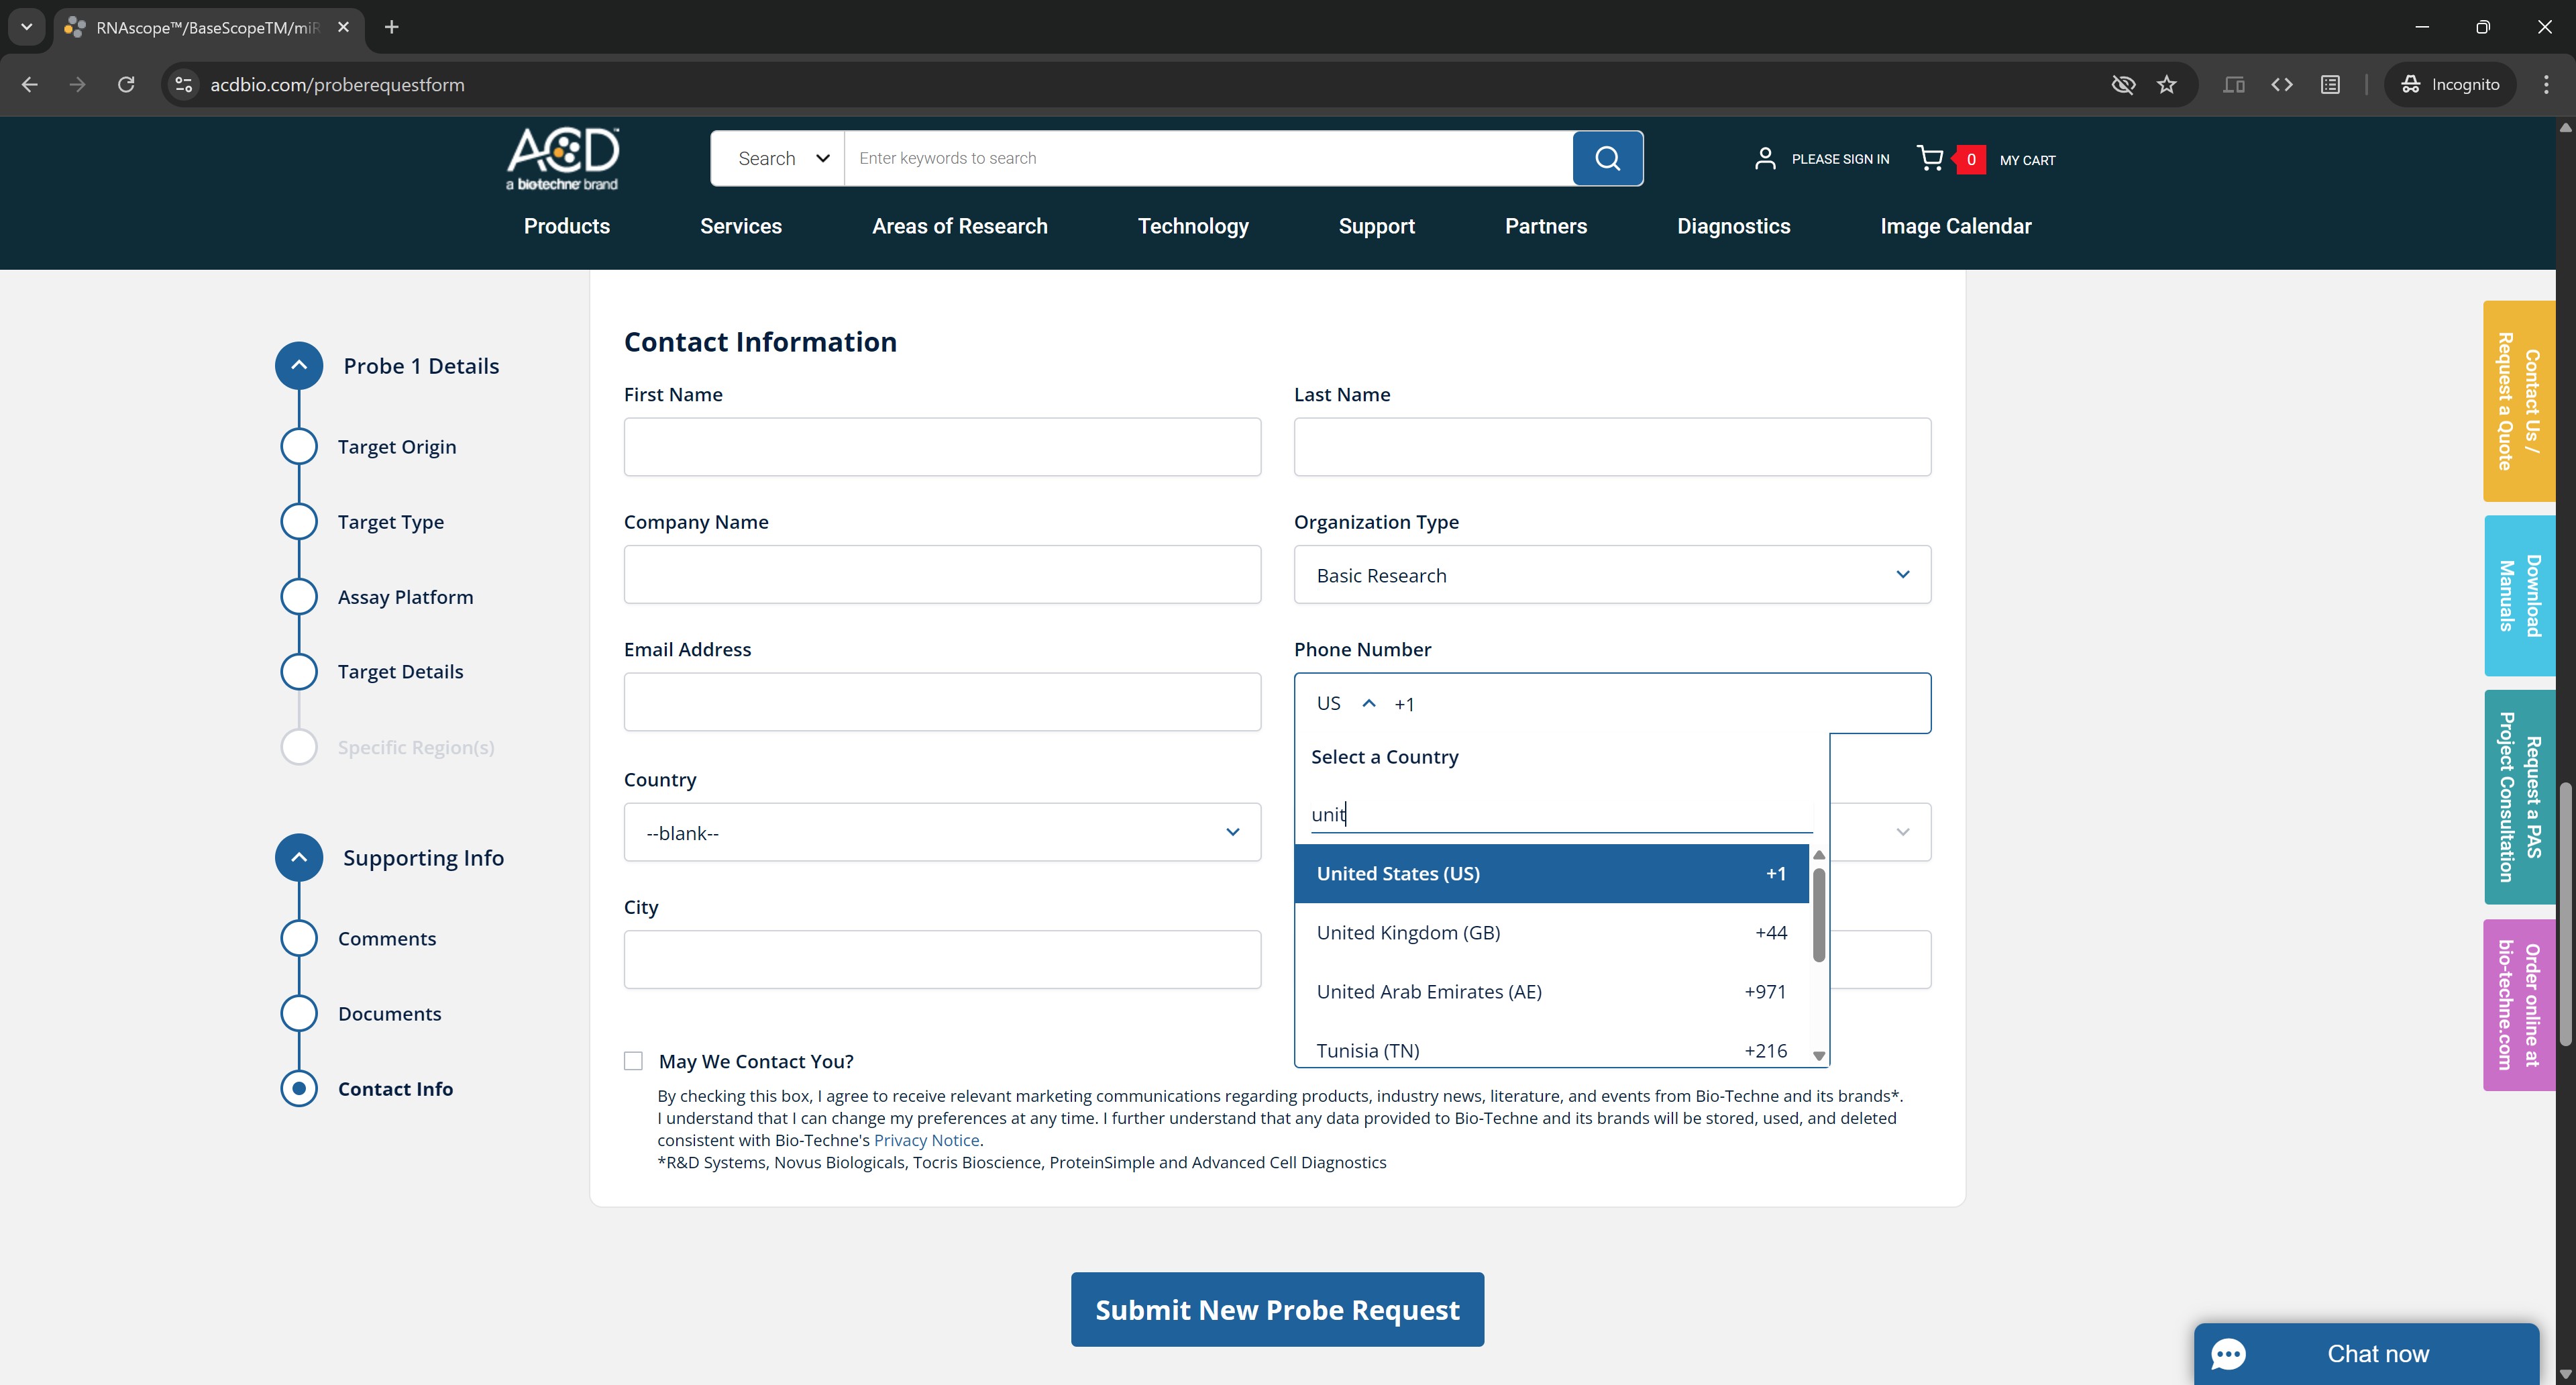 RNAscope™/BaseScopeTM/miR
acdbio.com/proberequestform
Incognito
ACD™
a biotechne brand
Search
Enter keywords to search
PLEASE SIGN IN
0
MY CART
Products
Services
Areas of Research
Technology
Support
Partners
Diagnostics
Image Calendar
Probe 1 Details
Target Origin
Target Type
Assay Platform
Target Details
Specific Region(s)
Supporting Info
Comments
Documents
Contact Info
Contact Information
First Name
Last Name
Company Name
Organization Type
Basic Research
Email Address
Phone Number
US
+1
Select a Country
unit
United States (US) +1
United Kingdom (GB) +44
United Arab Emirates (AE) +971
Tunisia (TN) +216
Country
--blank--
City
May We Contact You?
By checking this box, I agree to receive relevant marketing communications regarding products, industry news, literature, and events from Bio-Techne and its brands*.
I understand that I can change my preferences at any time. I further understand that any data provided to Bio-Techne and its brands will be stored, used, and deleted
consistent with Bio-Techne's Privacy Notice.
*R&D Systems, Novus Biologicals, Tocris Bioscience, ProteinSimple and Advanced Cell Diagnostics
Submit New Probe Request
Contact Us /
Request a Quote
Download
Manuals
Request a PAS
Project Consultation
Order online at
bio-techne.com
Chat now